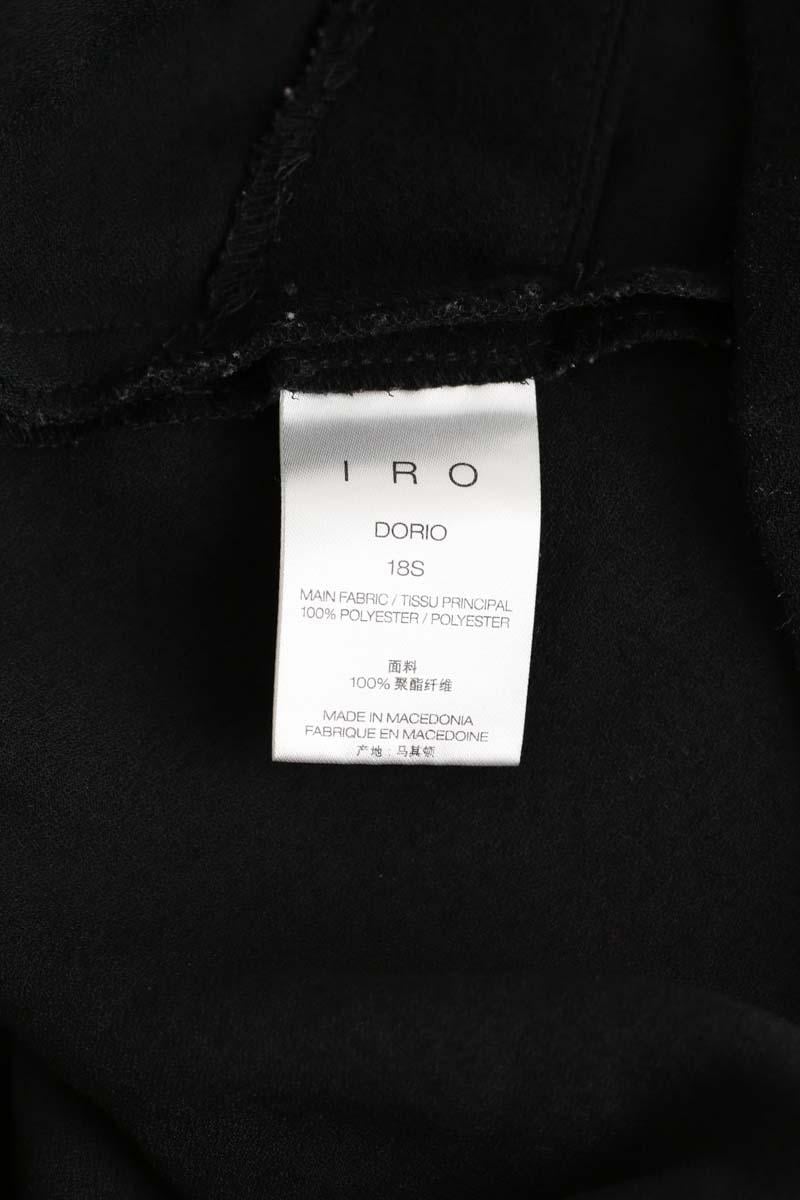 IRO
DORIO
18S
MAIN FABRIC / TISSU PRINCIPAL
100% POLYESTER / POLYESTER
面料
100% 聚酯纤维
MADE IN MACEDONIA
FABRIQUE EN MACEDOINE
产地：马其顿